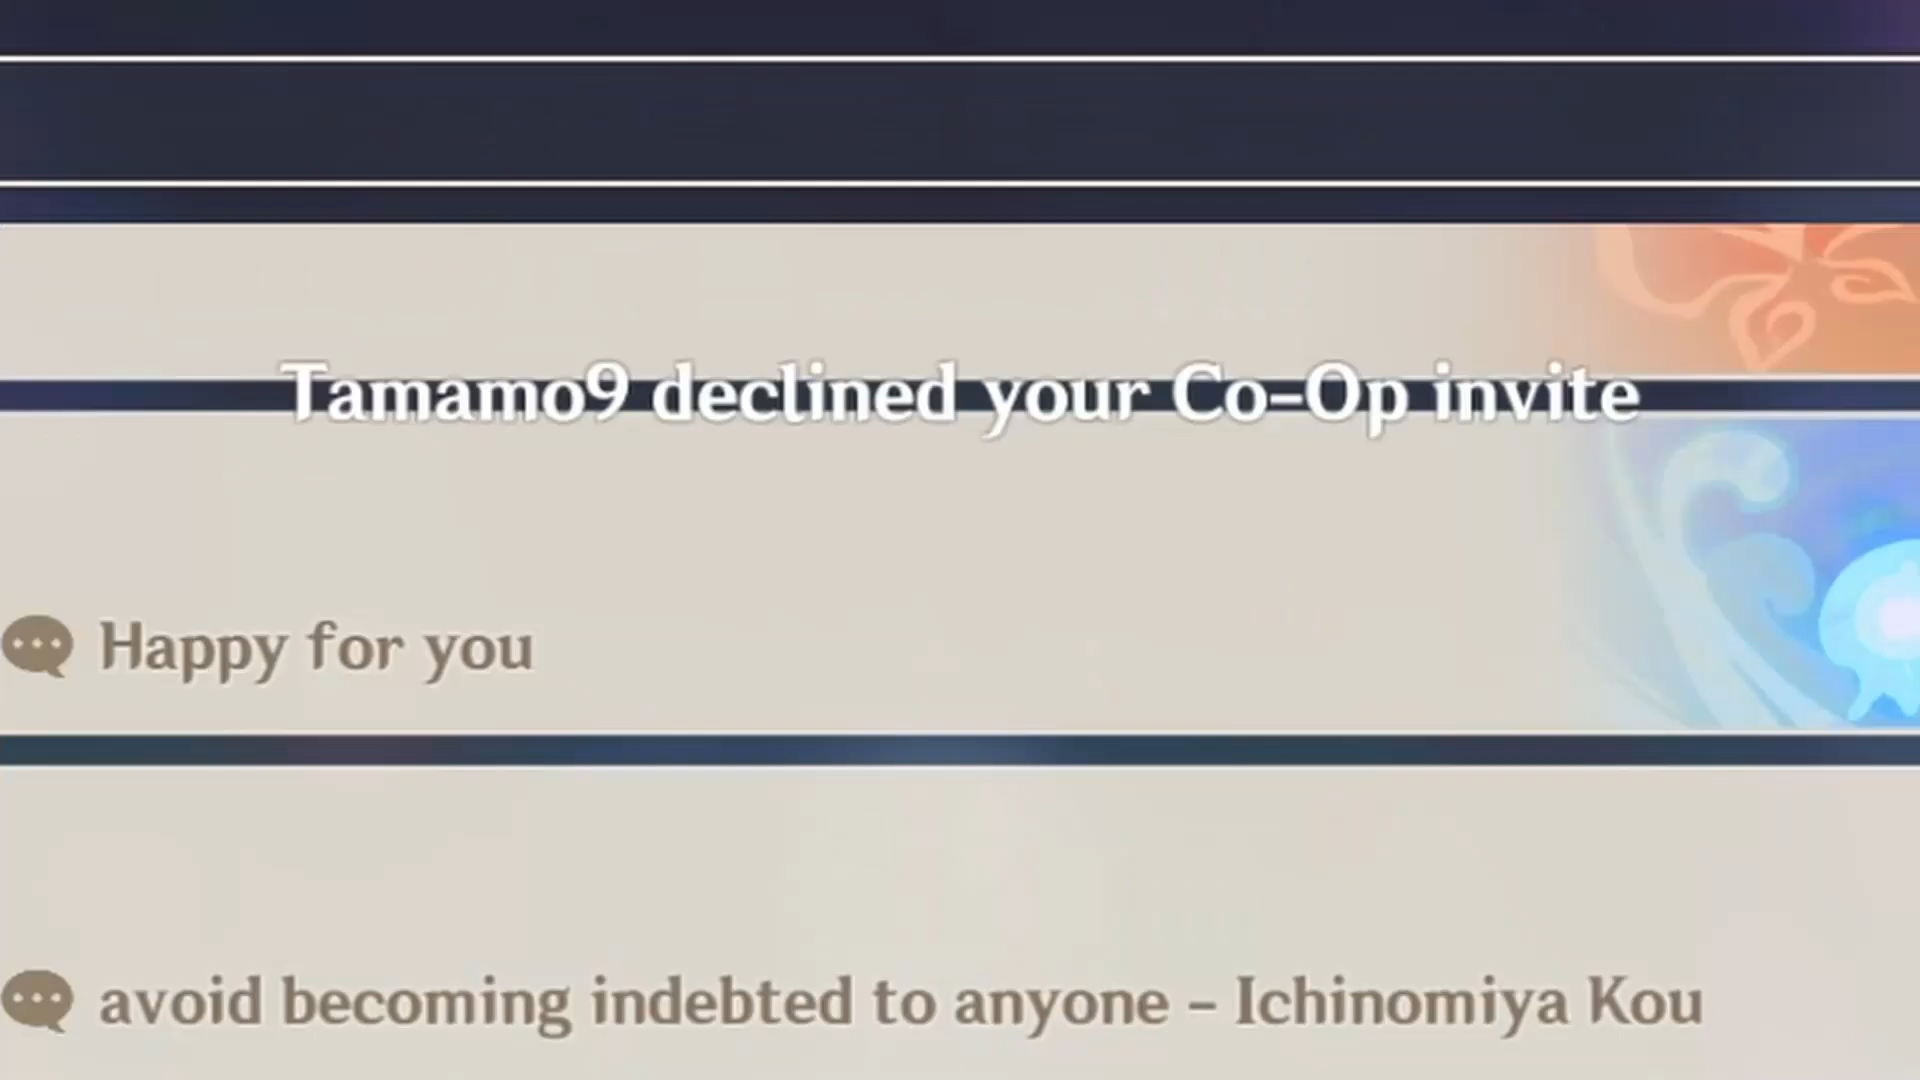 Tamamo9 declined your Co-Op invite
Happy for you
avoid becoming indebted to anyone – Ichinomiya Kou